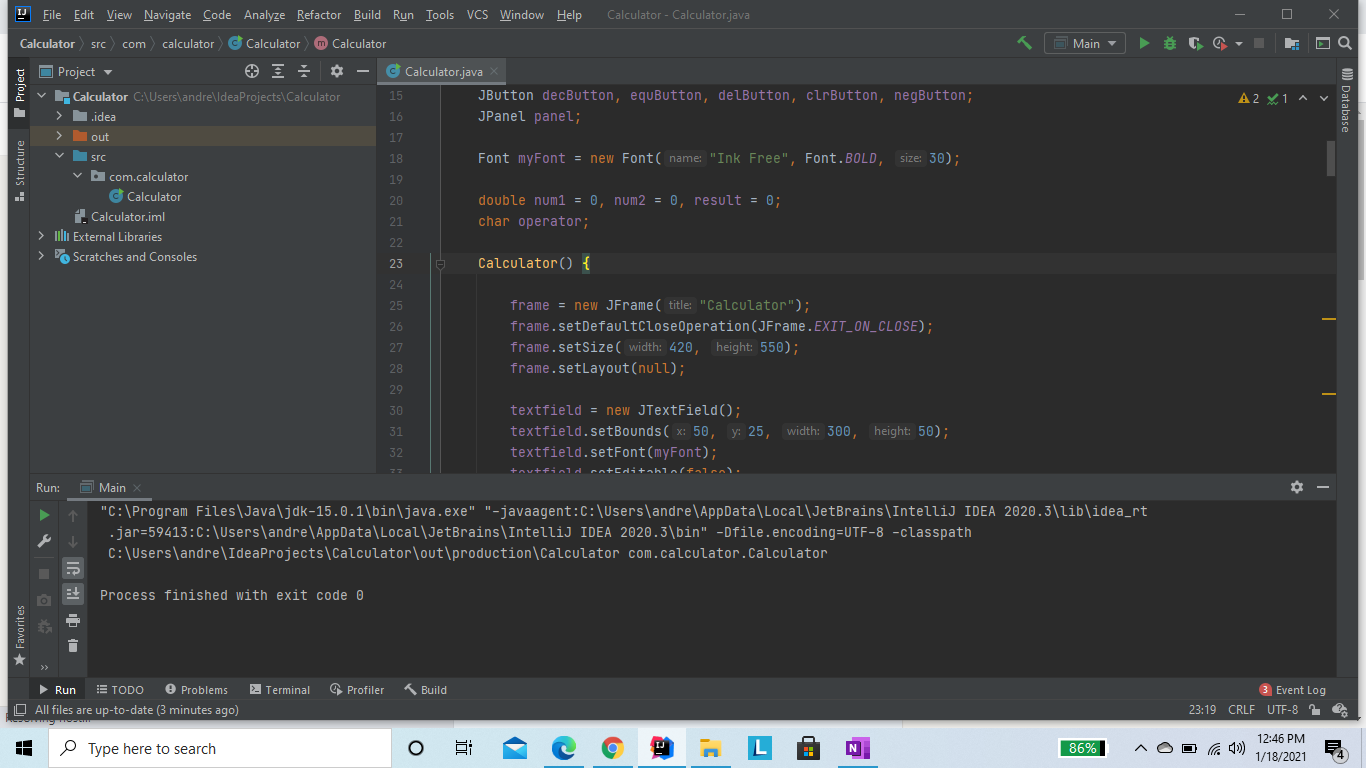 File Edit View Navigate Code Analyze Refactor Build Run Tools VCS Window Help Calculator - Calculator.java
Calculator src com calculator Calculator m Calculator Main
Project
Calculator.java
Calculator C:\Users\andre\IdeaProjects\Calculator
.idea
out
src
com.calculator
Calculator
Calculator.iml
External Libraries
Scratches and Consoles
Project
Structure
Favorites
Database
2 1
15 JButton decButton, equButton, delButton, clrButton, negButton;
16 JPanel panel;
17
18 Font myFont = new Font( name: "Ink Free", Font.BOLD, size: 30);
19
20 double num1 = 0, num2 = 0, result = 0;
21 char operator;
22
23 Calculator() {
24
25 frame = new JFrame( title: "Calculator");
26 frame.setDefaultCloseOperation(JFrame.EXIT_ON_CLOSE);
27 frame.setSize( width: 420, height: 550);
28 frame.setLayout(null);
29
30 textfield = new JTextField();
31 textfield.setBounds( x: 50, y: 25, width: 300, height: 50);
32 textfield.setFont(myFont);
33 textfield.setEditable(false);
Run: Main
"C:\Program Files\Java\jdk-15.0.1\bin\java.exe" "-javaagent:C:\Users\andre\AppData\Local\JetBrains\IntelliJ IDEA 2020.3\lib\idea_rt
.jar=59413:C:\Users\andre\AppData\Local\JetBrains\IntelliJ IDEA 2020.3\bin" -Dfile.encoding=UTF-8 -classpath
C:\Users\andre\IdeaProjects\Calculator\out\production\Calculator com.calculator.Calculator
Process finished with exit code 0
Run TODO Problems Terminal Profiler Build 3 Event Log
All files are up-to-date (3 minutes ago) 23:19 CRLF UTF-8
Type here to search
86%
12:46 PM
1/18/2021
4